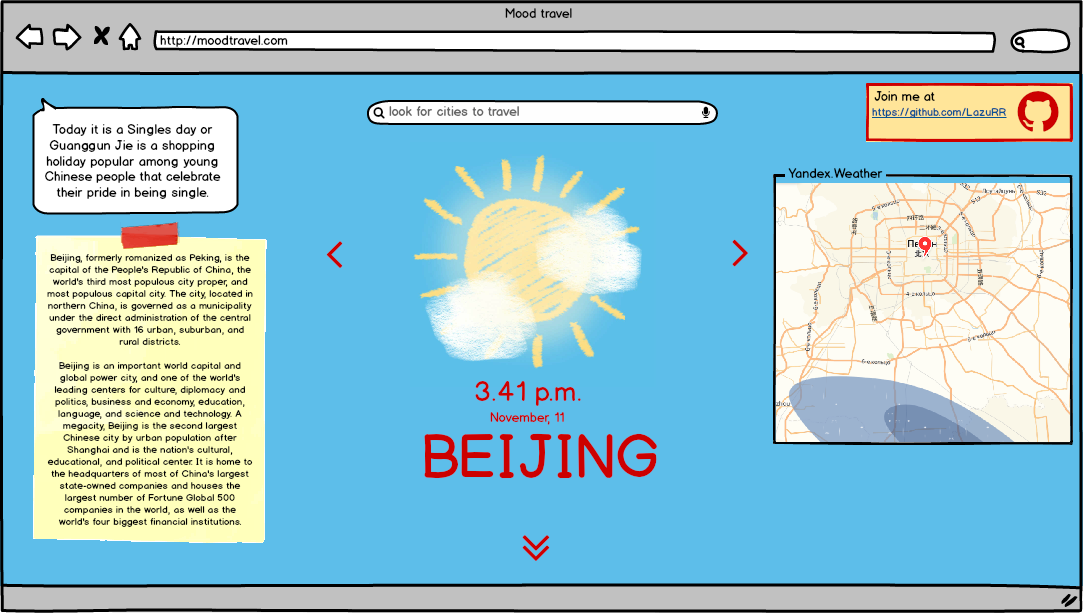 Mood travel
http://moodtravel.com
look for cities to travel
Join me at
https://github.com/LazuRR
Today it is a Singles day or
Guanggun Jie is a shopping
holiday popular among young
Chinese people that celebrate
their pride in being single.
Beijing, formerly romanized as Peking, is the
capital of the People's Republic of China, the
world's third most populous city proper, and
most populous capital city. The city, located in
northern China, is governed as a municipality
under the direct administration of the central
government with 16 urban, suburban, and
rural districts.
Beijing is an important world capital and
global power city, and one of the world's
leading centers for culture, diplomacy and
politics, business and economy, education,
language, and science and technology. A
megacity, Beijing is the second largest
Chinese city by urban population after
Shanghai and is the nation's cultural,
educational, and political center. It is home to
the headquarters of most of China's largest
state-owned companies and houses the
largest number of Fortune Global 500
companies in the world, as well as the
world's four biggest financial institutions.
3.41 p.m.
November, 11
BEIJING
Yandex.Weather